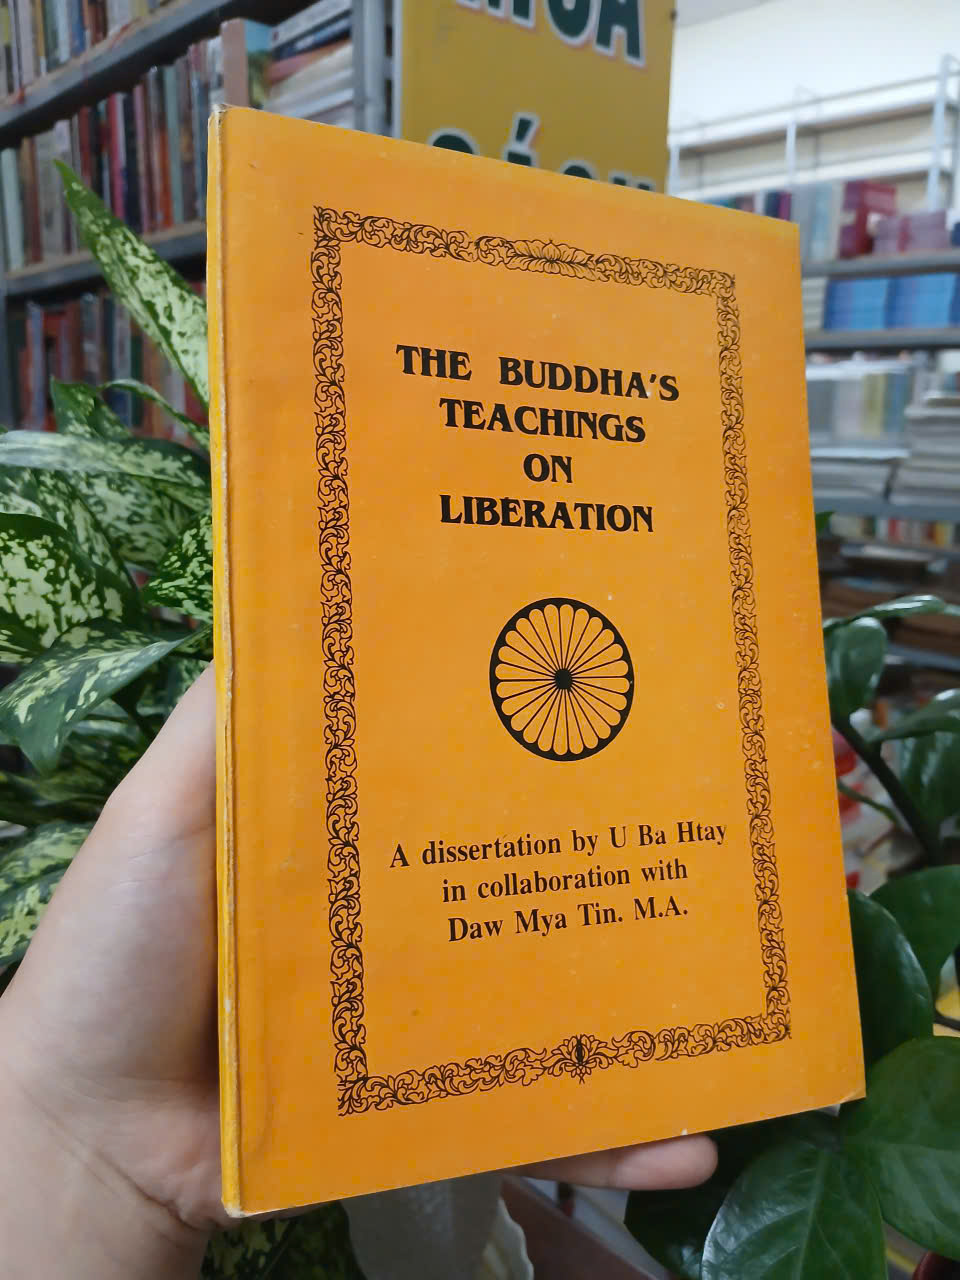 THE BUDDHA'S
TEACHINGS
ON
LIBERATION
A dissertation by U Ba Htay
in collaboration with
Daw Mya Tin. M.A.